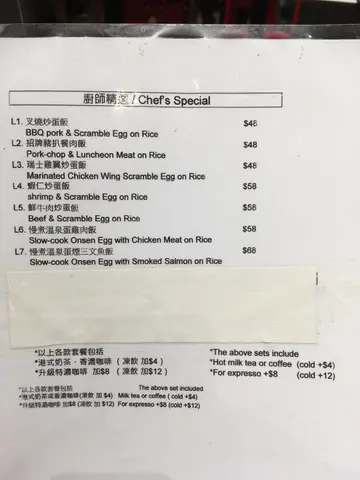 廚師精選 / Chef's Special
L1. 叉燒炒蛋飯 $48
BBQ pork & Scramble Egg on Rice
L2. 招牌豬扒餐肉飯 $48
Pork-chop & Luncheon Meat on Rice
L3. 瑞士雞翼炒蛋飯 $48
Marinated Chicken Wing Scramble Egg on Rice
L4. 蝦仁炒蛋飯 $58
shrimp & Scramble Egg on Rice
L5. 鮮牛肉炒蛋飯 $58
Beef & Scramble Egg on Rice
L6. 慢煮溫泉蛋雞肉飯 $58
Slow-cook Onsen Egg with Chicken Meat on Rice
L7. 慢煮溫泉蛋煙三文魚飯 $68
Slow-cook Onsen Egg with Smoked Salmon on Rice
*以上各款套餐包括 *The above sets include
*港式奶茶﹑香濃咖啡 ( 凍飲 加$4 ) *Hot milk tea or coffee (cold +$4)
*升級特濃咖啡 加$8 ( 凍飲 加$12 ) *For expresso +$8 (cold +12)
*以上各款套餐包括 The above set included
*港式奶茶或香濃咖啡(凍飲 加 $4) Milk tea or coffee ( cold +$4)
*升級特濃咖啡 加$8 (凍飲 加 $12) For expresso +$8 (cold +$12)